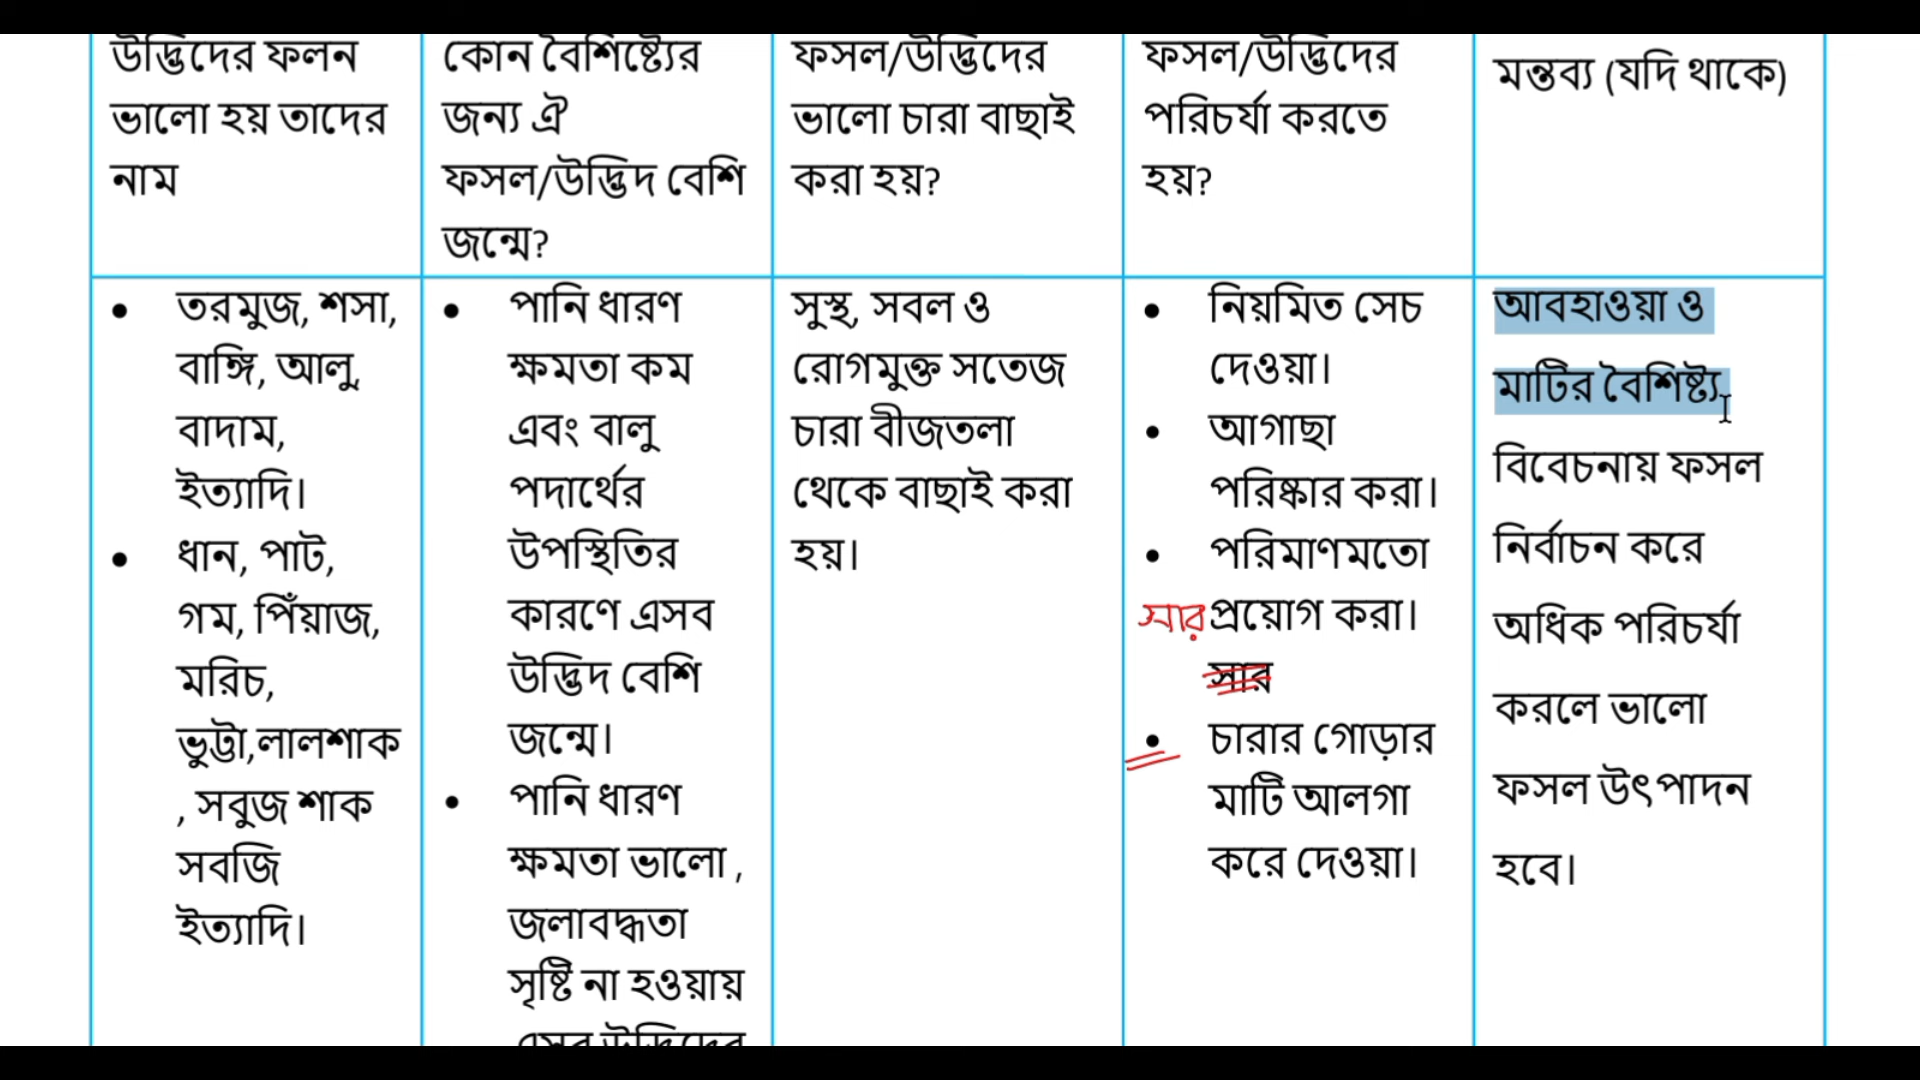 উদ্ভিদের ফলন
ভালো হয় তাদের
নাম
কোন বৈশিষ্ট্যের
জন্য ঐ
ফসল/উদ্ভিদ বেশি
জন্মে?
ফসল/উদ্ভিদের
ভালো চারা বাছাই
করা হয়?
ফসল/উদ্ভিদের
পরিচর্যা করতে
হয়?
মন্তব্য (যদি থাকে)
• তরমুজ, শসা,
বাঙ্গি, আলু,
বাদাম,
ইত্যাদি।
• ধান, পাট,
গম, পিঁয়াজ,
মরিচ,
ভুট্টা,লালশাক
, সবুজ শাক
সবজি
ইত্যাদি।
• পানি ধারণ
ক্ষমতা কম
এবং বালু
পদার্থের
উপস্থিতির
কারণে এসব
উদ্ভিদ বেশি
জন্মে।
• পানি ধারণ
ক্ষমতা ভালো ,
জলাবদ্ধতা
সৃষ্টি না হওয়ায়
এসব উদ্ভিদের
সুস্থ, সবল ও
রোগমুক্ত সতেজ
চারা বীজতলা
থেকে বাছাই করা
হয়।
• নিয়মিত সেচ
দেওয়া।
• আগাছা
পরিষ্কার করা।
• পরিমাণমতো
সার প্রয়োগ করা।
সার
• চারার গোড়ার
মাটি আলগা
করে দেওয়া।
আবহাওয়া ও
মাটির বৈশিষ্ট্য
বিবেচনায় ফসল
নির্বাচন করে
অধিক পরিচর্যা
করলে ভালো
ফসল উৎপাদন
হবে।